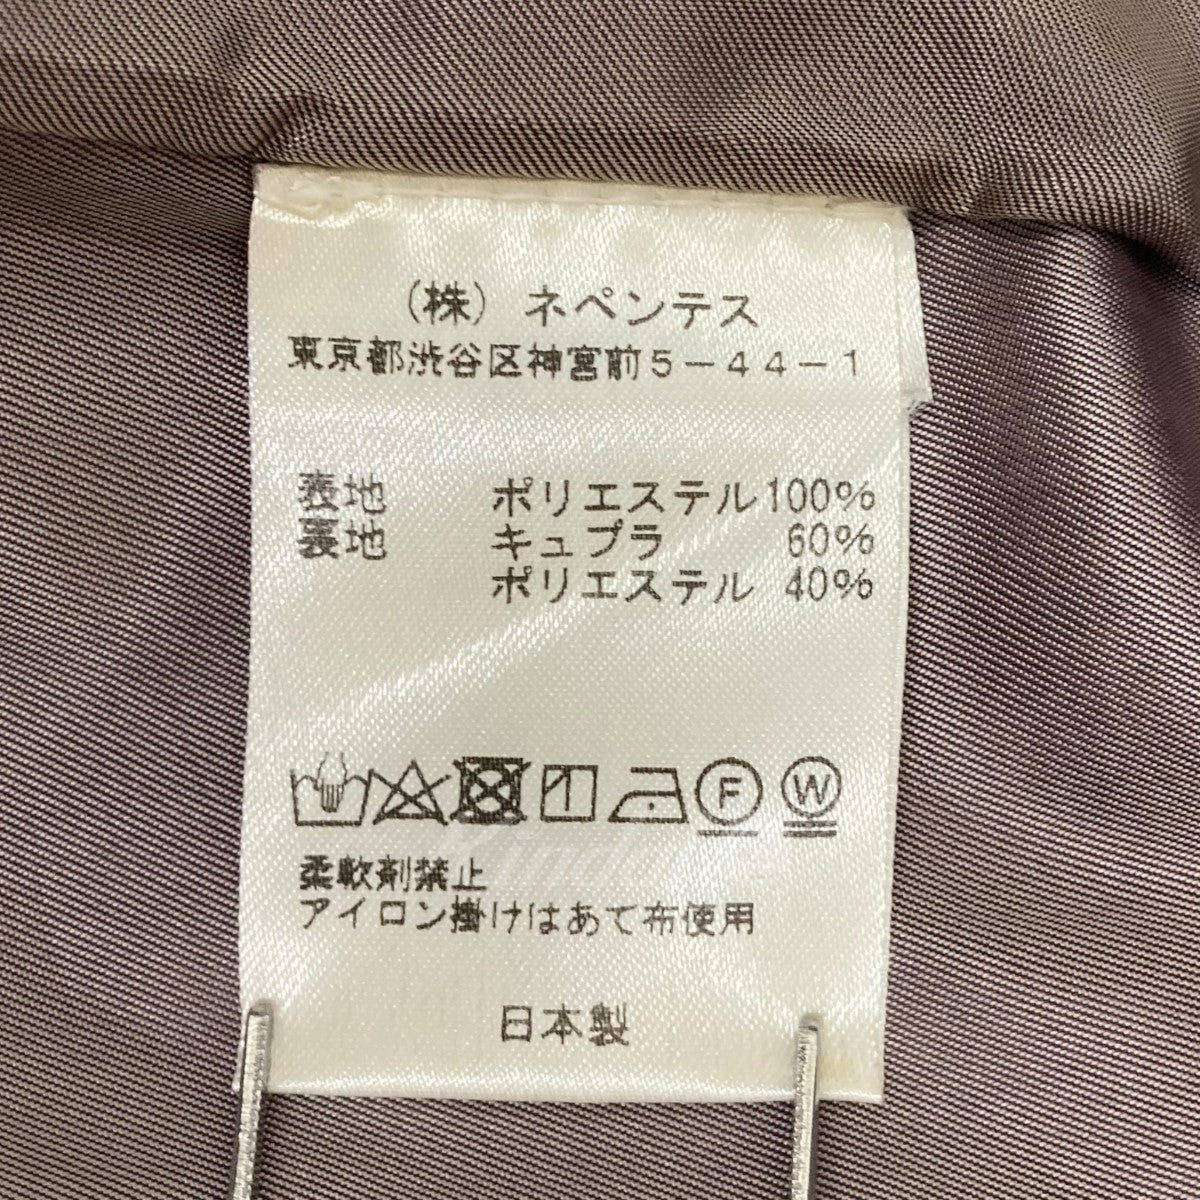 (株) ネペンテス
東京都渋谷区神宮前5-44-1
表地 ポリエステル100%
裏地 キュプラ 60%
ポリエステル 40%
F W
柔軟剤禁止
アイロン掛けはあて布使用
日本製